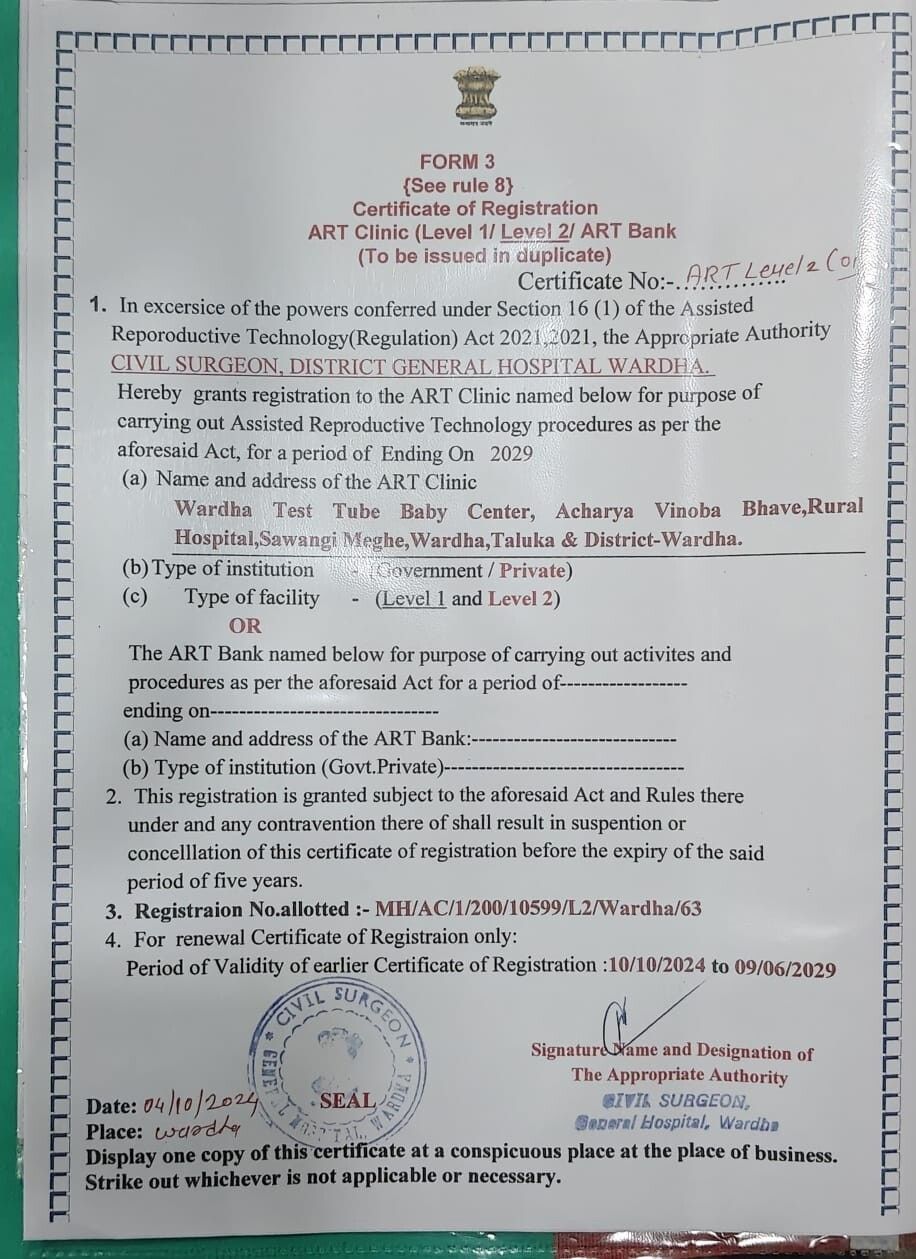 FORM 3
{See rule 8}
Certificate of Registration
ART Clinic (Level 1/ Level 2/ ART Bank
(To be issued in duplicate)
Certificate No:-. ART Level 2
1. In excersice of the powers conferred under Section 16 (1) of the Assisted
Reporoductive Technology(Regulation) Act 2021,2021, the Appropriate Authority
CIVIL SURGEON, DISTRICT GENERAL HOSPITAL WARDHA.
Hereby grants registration to the ART Clinic named below for purpose of
carrying out Assisted Reproductive Technology procedures as per the
aforesaid Act, for a period of Ending On 2029
(a) Name and address of the ART Clinic
Wardha Test Tube Baby Center, Acharya Vinoba Bhave,Rural
Hospital,Sawangi Meghe,Wardha,Taluka & District-Wardha.
(b) Type of institution - (Government / Private)
(c) Type of facility - (Level 1 and Level 2)
OR
The ART Bank named below for purpose of carrying out activites and
procedures as per the aforesaid Act for a period of------------------
ending on--------------------------------
(a) Name and address of the ART Bank:-----------------------------
(b) Type of institution (Govt.Private)----------------------------------
2. This registration is granted subject to the aforesaid Act and Rules there
under and any contravention there of shall result in suspention or
concelllation of this certificate of registration before the expiry of the said
period of five years.
3. Registraion No.allotted :- MH/AC/1/200/10599/L2/Wardha/63
4. For renewal Certificate of Registraion only:
Period of Validity of earlier Certificate of Registration :10/10/2024 to 09/06/2029
CIVIL SURGEON
GENERAL HOSPITAL, WARDHA
Signature Name and Designation of
The Appropriate Authority
SEAL
CIVIL SURGEON,
General Hospital, Wardha
Date: 04/10/2024
Place: Wardha
Display one copy of this certificate at a conspicuous place at the place of business.
Strike out whichever is not applicable or necessary.